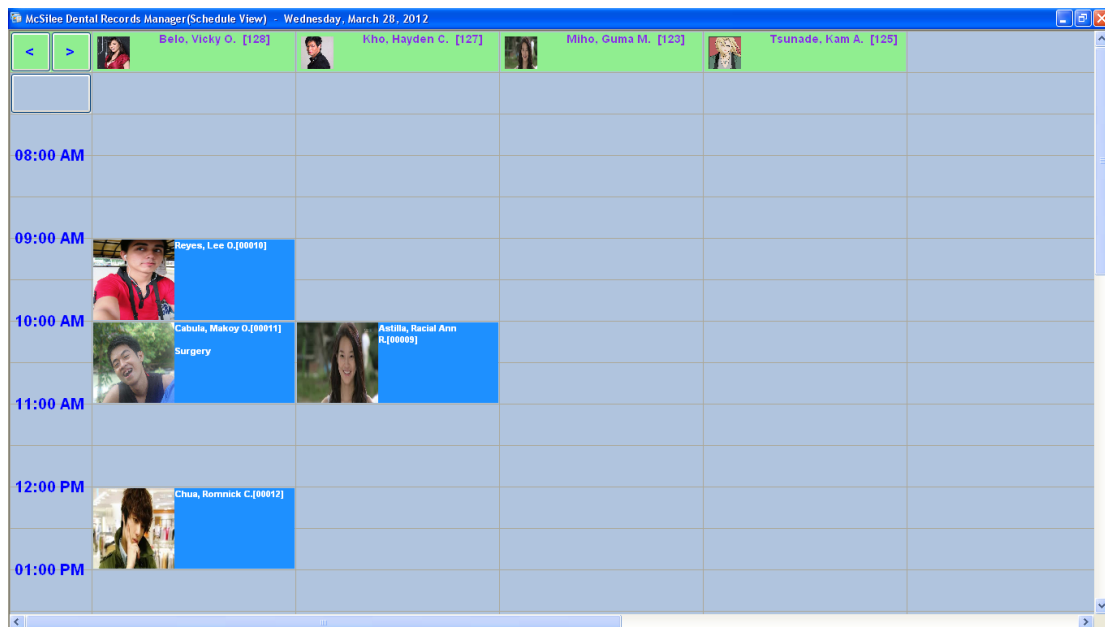 McSilee Dental Records Manager(Schedule View) - Wednesday, March 28, 2012
< >
Belo, Vicky O. [128]
Kho, Hayden C. [127]
Miho, Guma M. [123]
Tsunade, Kam A. [125]
08:00 AM
09:00 AM
Reyes, Lee O.[00010]
10:00 AM
Cabula, Makoy O.[00011]
Surgery
Astilla, Racial Ann
R.[00009]
11:00 AM
12:00 PM
Chua, Romnick C.[00012]
01:00 PM